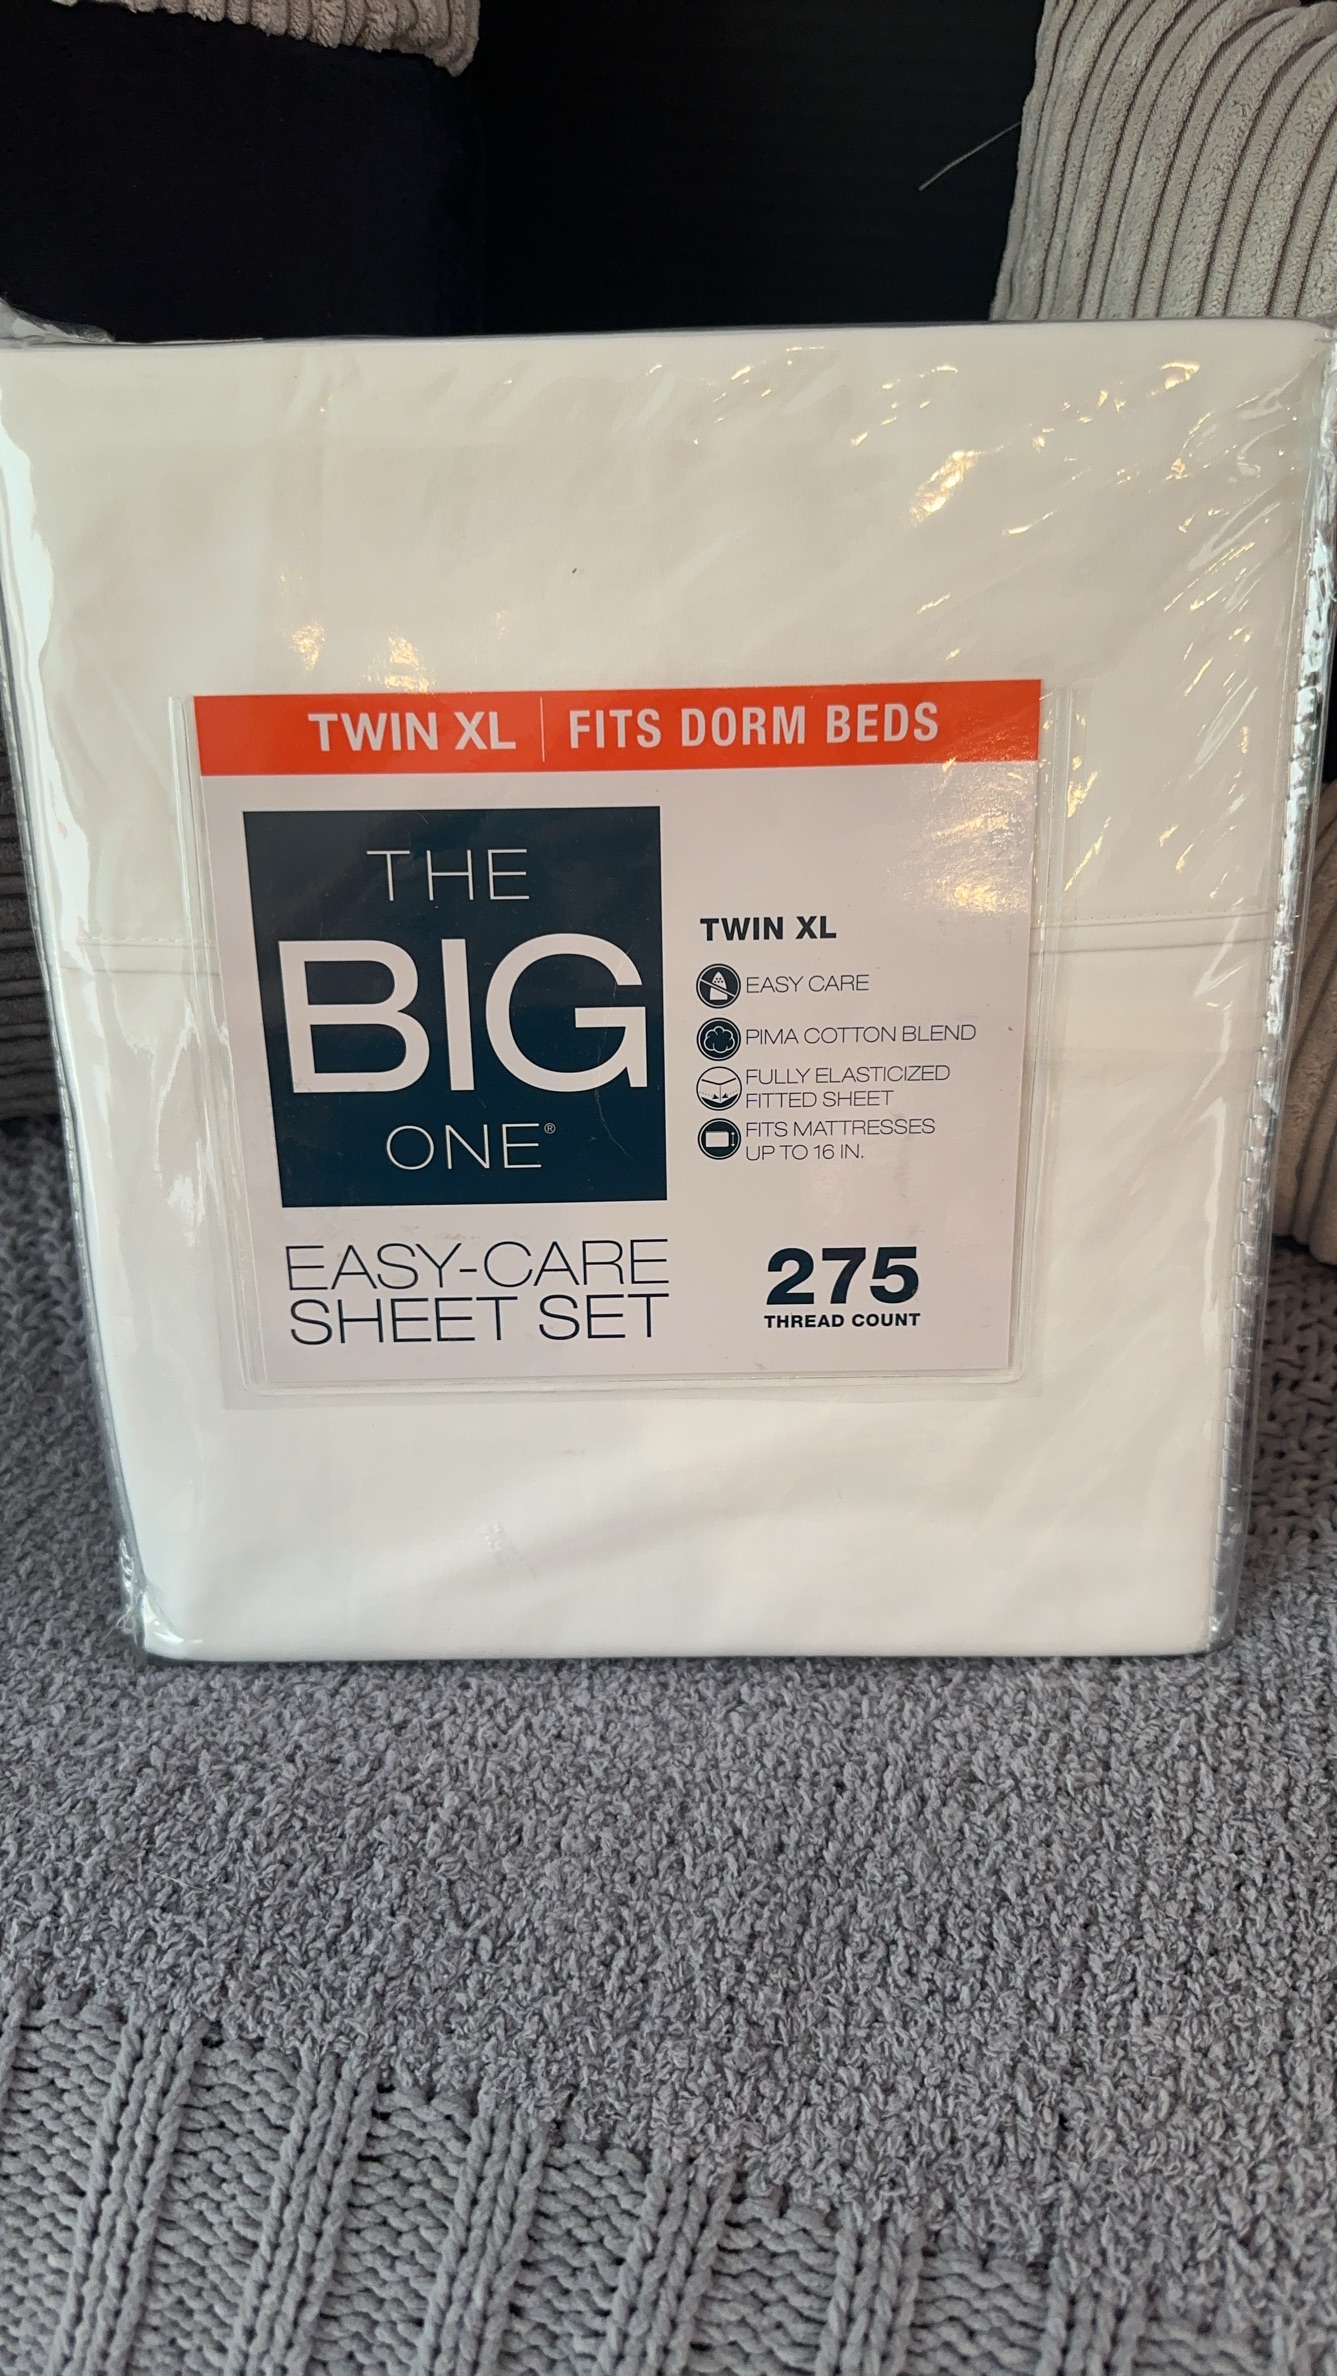 TWIN XL | FITS DORM BEDS
THE
BIG
ONE®
TWIN XL
EASY CARE
PIMA COTTON BLEND
FULLY ELASTICIZED
FITTED SHEET
FITS MATTRESSES
UP TO 16 IN.
EASY-CARE
SHEET SET
275
THREAD COUNT